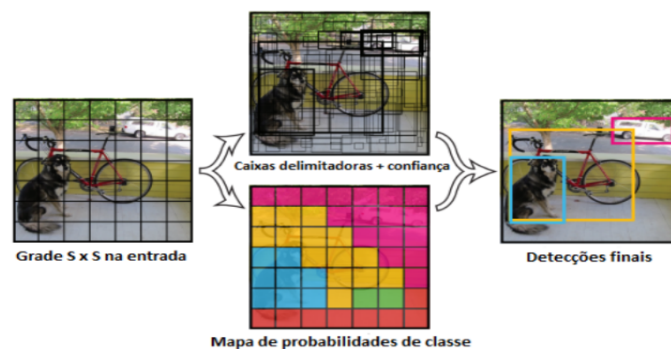 Grade S x S na entrada
Caixas delimitadoras + confiança
Mapa de probabilidades de classe
Detecções finais